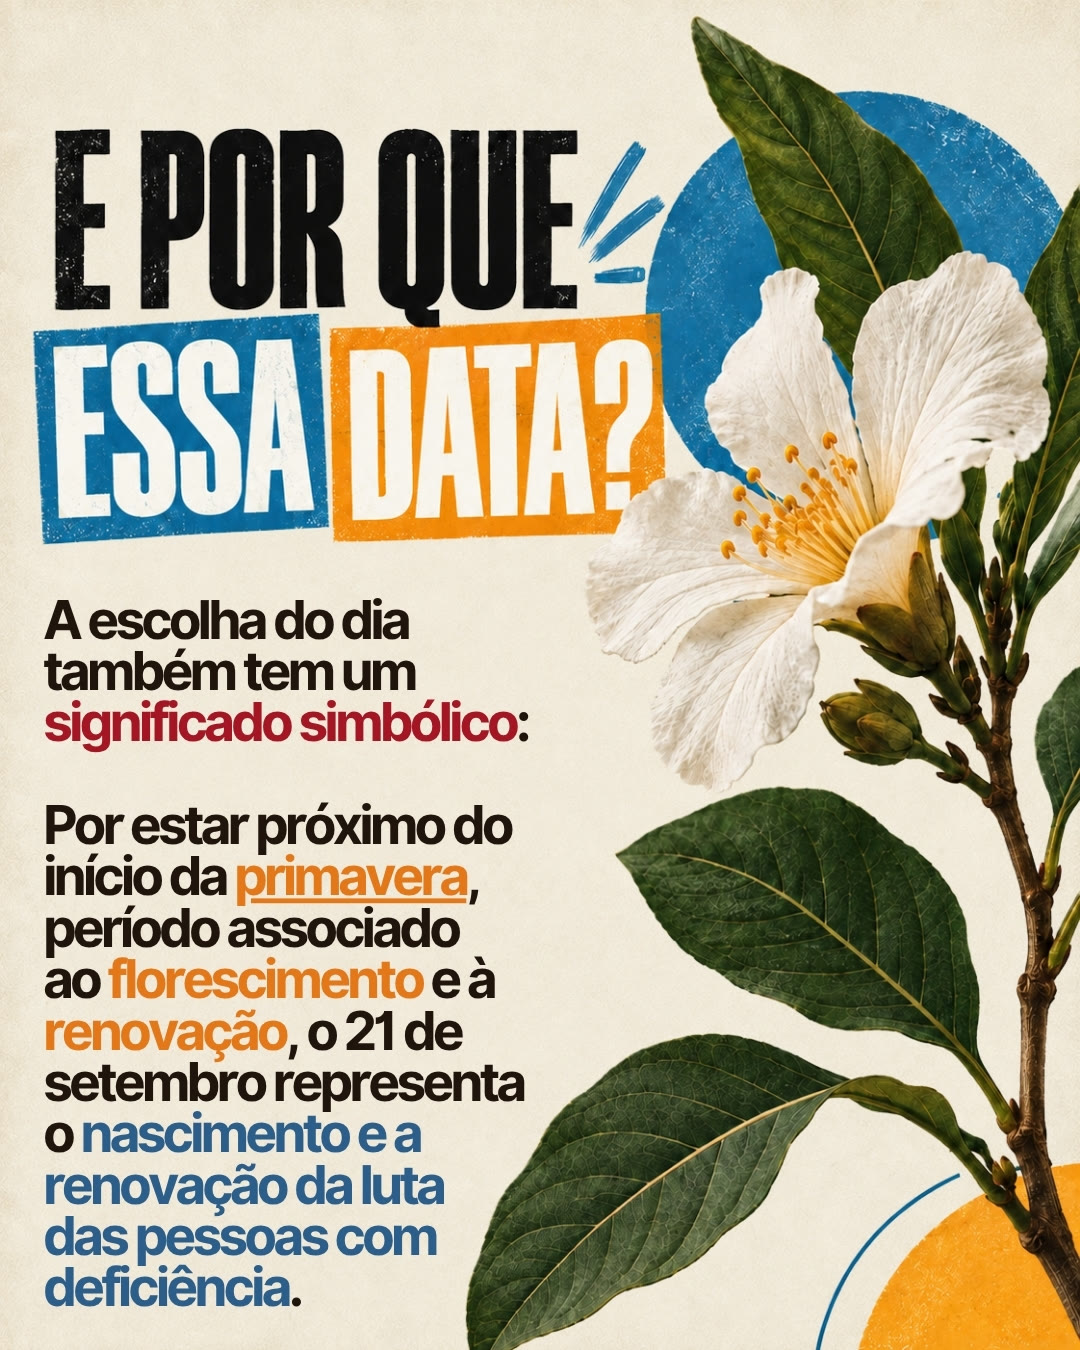 E POR QUE
ESSA DATA?
A escolha do dia
também tem um
significado simbólico:
Por estar próximo do
início da primavera,
período associado
ao florescimento e à
renovação, o 21 de
setembro representa
o nascimento e a
renovação da luta
das pessoas com
deficiência.